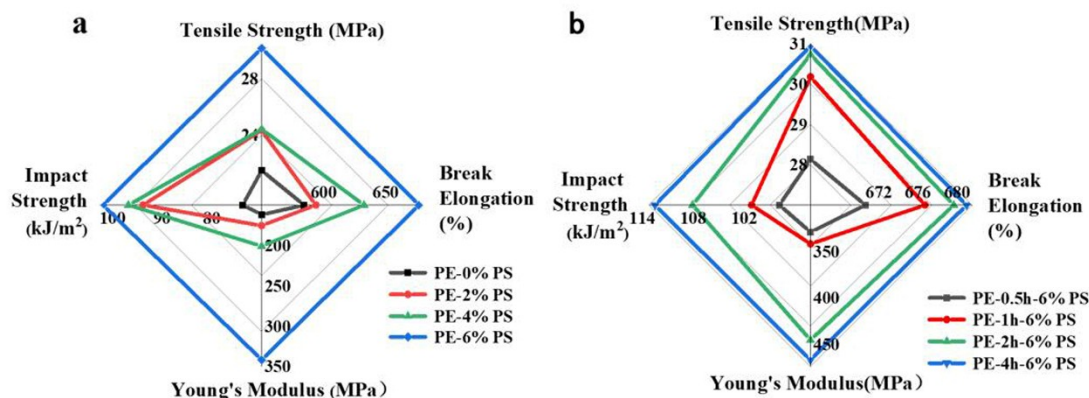 a
Tensile Strength (MPa)
28
24
Impact
Strength
(kJ/m²)
100
90
80
600
650
Break
Elongation
(%)
200
250
300
350
Young's Modulus (MPa）
PE-0% PS
PE-2% PS
PE-4% PS
PE-6% PS
b
Tensile Strength(MPa)
31
30
29
28
Impact
Strength
(kJ/m²)
114
108
102
672
676
680
Break
Elongation
(%)
350
400
450
Young's Modulus(MPa）
PE-0.5h-6% PS
PE-1h-6% PS
PE-2h-6% PS
PE-4h-6% PS